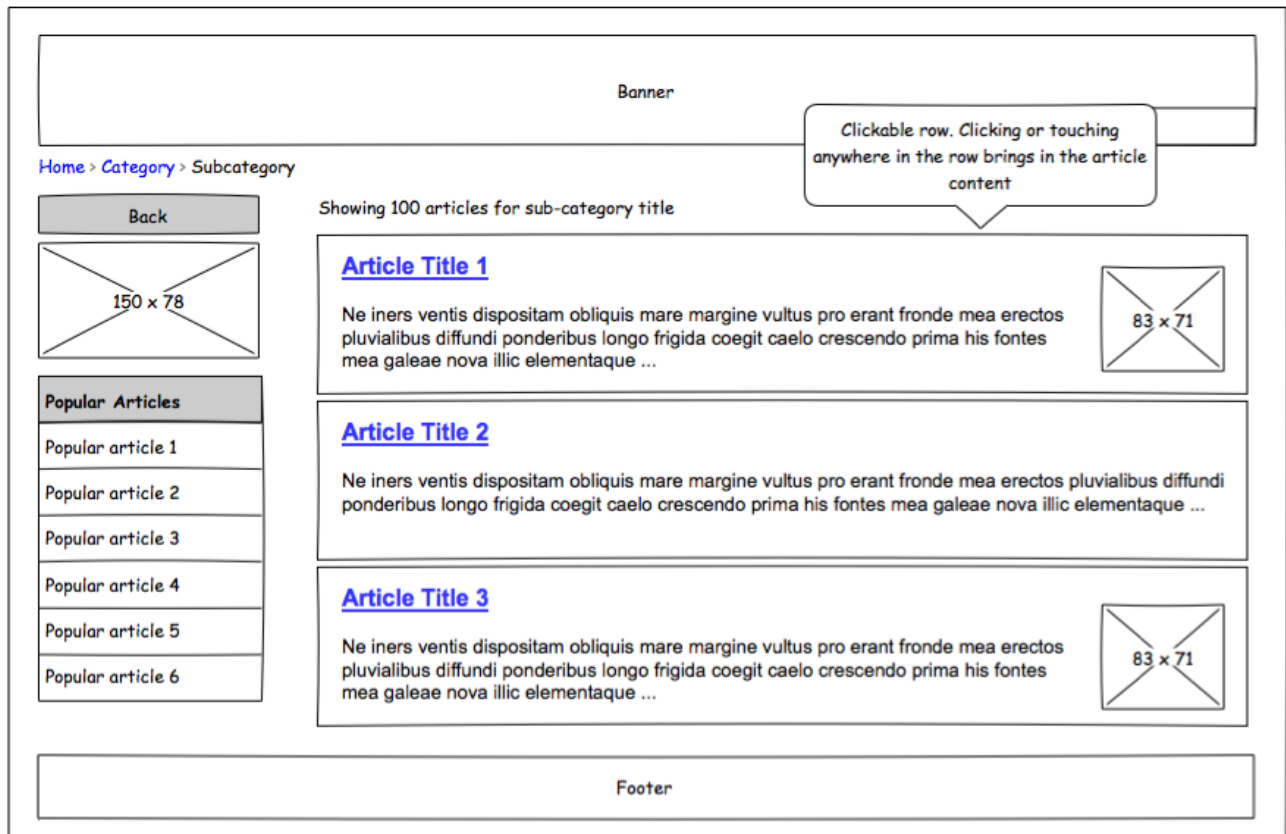 Banner
Clickable row. Clicking or touching
anywhere in the row brings in the article
content
Home > Category > Subcategory
Back
150 x 78
Popular Articles
Popular article 1
Popular article 2
Popular article 3
Popular article 4
Popular article 5
Popular article 6
Showing 100 articles for sub-category title
Article Title 1
Ne iners ventis dispositam obliquis mare margine vultus pro erant fronde mea erectos
pluvialibus diffundi ponderibus longo frigida coegit caelo crescendo prima his fontes
mea galeae nova illic elementaque ...
83 x 71
Article Title 2
Ne iners ventis dispositam obliquis mare margine vultus pro erant fronde mea erectos pluvialibus diffundi
ponderibus longo frigida coegit caelo crescendo prima his fontes mea galeae nova illic elementaque ...
Article Title 3
Ne iners ventis dispositam obliquis mare margine vultus pro erant fronde mea erectos
pluvialibus diffundi ponderibus longo frigida coegit caelo crescendo prima his fontes
mea galeae nova illic elementaque ...
83 x 71
Footer